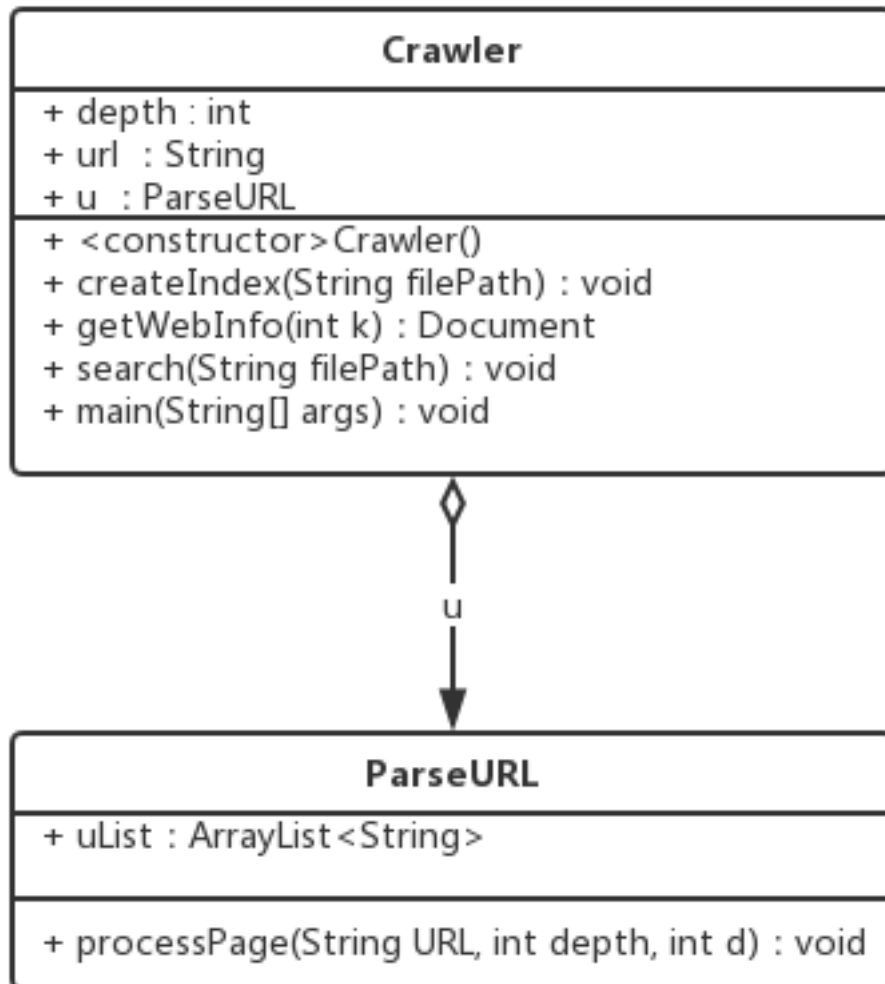 Crawler
+ depth : int
+ url : String
+ u : ParseURL
+ <constructor>Crawler()
+ createIndex(String filePath) : void
+ getWebInfo(int k) : Document
+ search(String filePath) : void
+ main(String[] args) : void
u
ParseURL
+ uList : ArrayList<String>
+ processPage(String URL, int depth, int d) : void